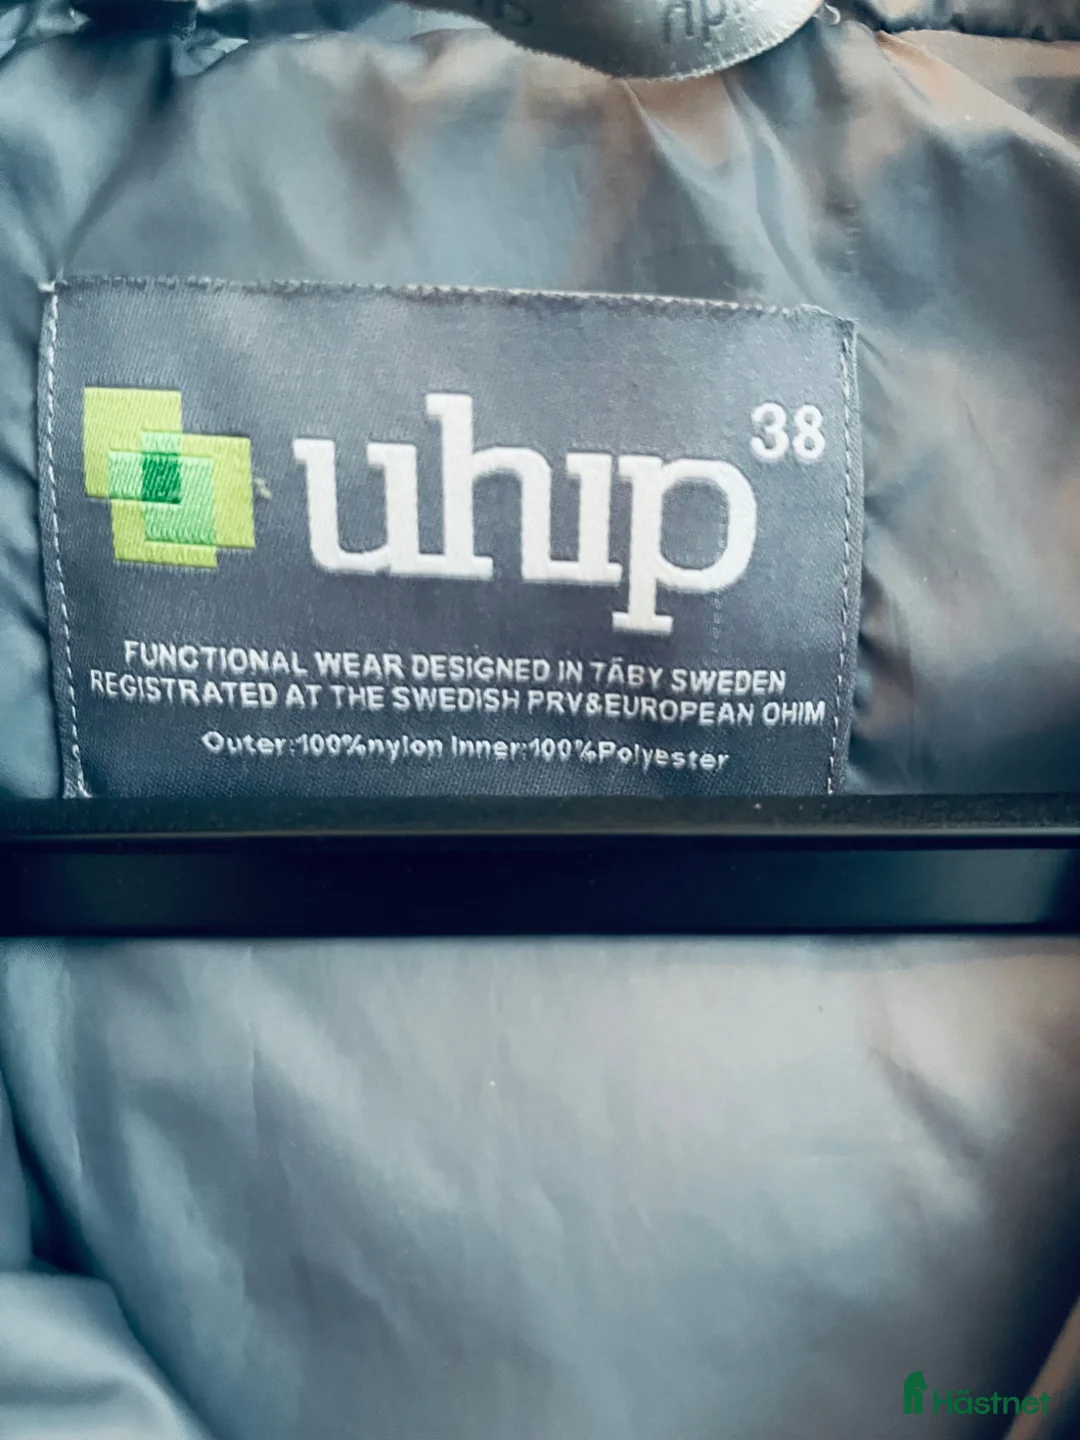 uhip 38
FUNCTIONAL WEAR DESIGNED IN TÄBY SWEDEN
REGISTRATED AT THE SWEDISH PRV&EUROPEAN OHIM
Outer:100%nylon Inner:100%Polyester
Hästnet